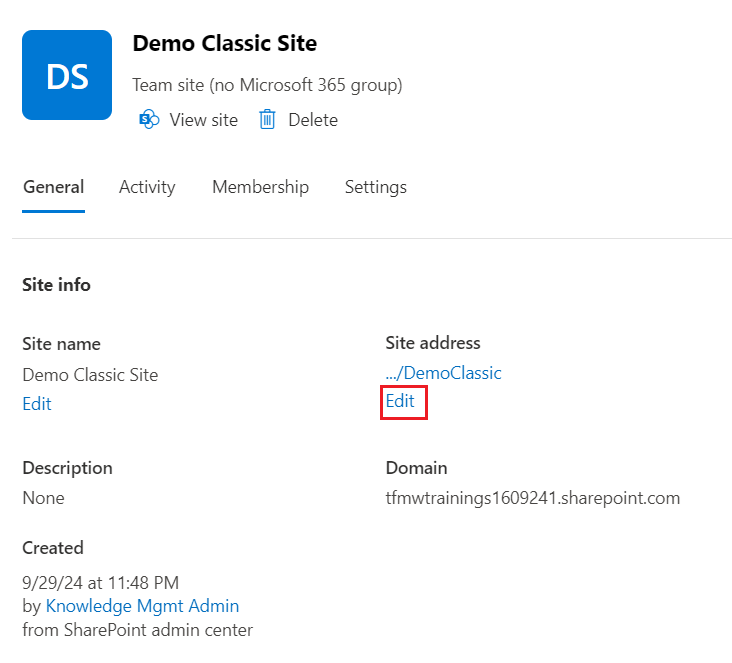 DS
Demo Classic Site
Team site (no Microsoft 365 group)
View site Delete
General Activity Membership Settings
Site info
Site name
Demo Classic Site
Edit
Site address
.../DemoClassic
Edit
Description
None
Domain
tfmwtrainings1609241.sharepoint.com
Created
9/29/24 at 11:48 PM
by Knowledge Mgmt Admin
from SharePoint admin center